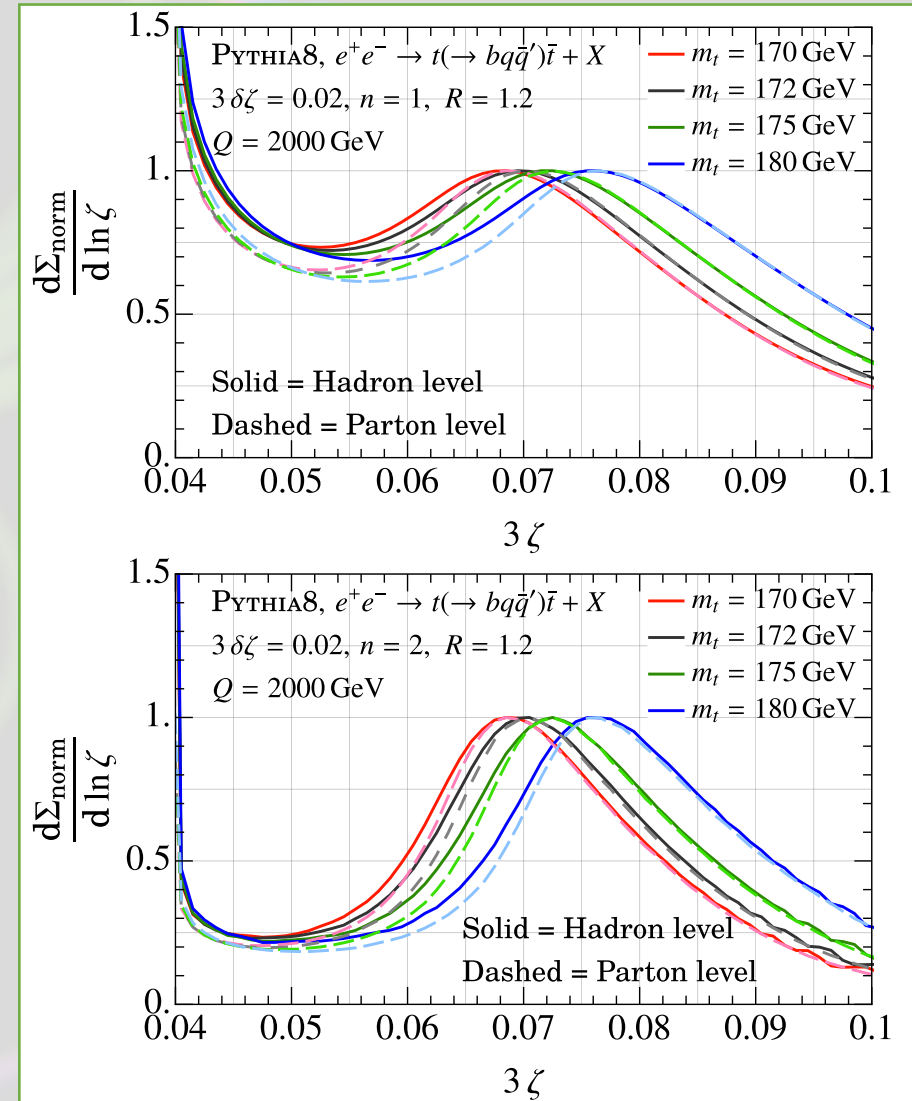 1.5
PYTHIA8, e⁺e⁻ → t(→ bqq̄′)t̄ + X
3 δζ = 0.02, n = 1, R = 1.2
Q = 2000 GeV
m_t = 170 GeV
m_t = 172 GeV
m_t = 175 GeV
m_t = 180 GeV
1.
dΣ_norm
d ln ζ
0.5
Solid = Hadron level
Dashed = Parton level
0.
0.04 0.05 0.06 0.07 0.08 0.09 0.1
3 ζ
1.5
PYTHIA8, e⁺e⁻ → t(→ bqq̄′)t̄ + X
3 δζ = 0.02, n = 2, R = 1.2
Q = 2000 GeV
m_t = 170 GeV
m_t = 172 GeV
m_t = 175 GeV
m_t = 180 GeV
1.
dΣ_norm
d ln ζ
0.5
Solid = Hadron level
Dashed = Parton level
0.
0.04 0.05 0.06 0.07 0.08 0.09 0.1
3 ζ